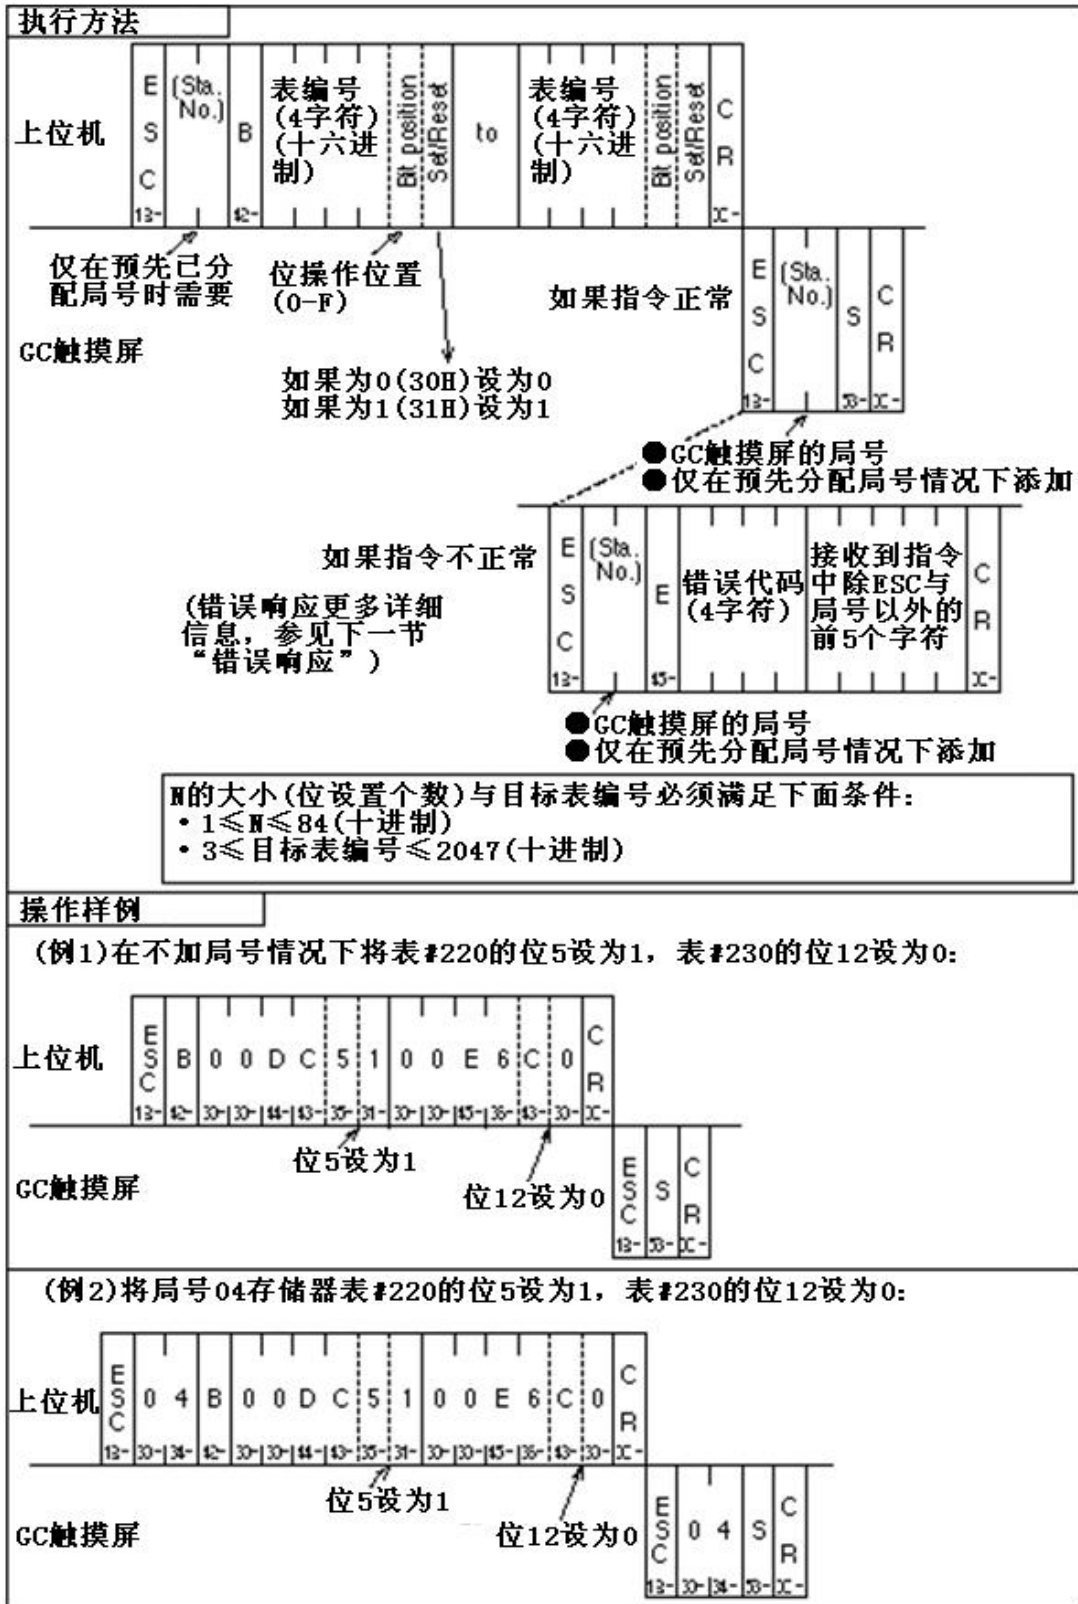 执行方法
上位机
ESC
(Sta. No.)
B
表编号
(4字符)
(十六进
制)
Bit position
Set/Reset
to
表编号
(4字符)
(十六进
制)
Bit position
Set/Reset
CR
仅在预先已分
配局号时需要
位操作位置
(0-F)
如果为0(30H)设为0
如果为1(31H)设为1
GC触摸屏
如果指令正常
ESC
(Sta. No.)
S
CR
●GC触摸屏的局号
●仅在预先分配局号情况下添加
如果指令不正常
(错误响应更多详细
信息，参见下一节
“错误响应”)
ESC
(Sta. No.)
E
错误代码
(4字符)
接收到指令
中除ESC与
局号以外的
前5个字符
CR
●GC触摸屏的局号
●仅在预先分配局号情况下添加
N的大小(位设置个数)与目标表编号必须满足下面条件:
• 1≤N≤84(十进制)
• 3≤目标表编号≤2047(十进制)
操作样例
(例1)在不加局号情况下将表#220的位5设为1，表#230的位12设为0:
上位机
ESC B 0 0 D C 5 1 0 0 E 6 C 0 CR
位5设为1
位12设为0
GC触摸屏
ESC S CR
(例2)将局号04存储器表#220的位5设为1，表#230的位12设为0:
上位机
ESC 0 4 B 0 0 D C 5 1 0 0 E 6 C 0 CR
位5设为1
位12设为0
GC触摸屏
ESC 0 4 S CR